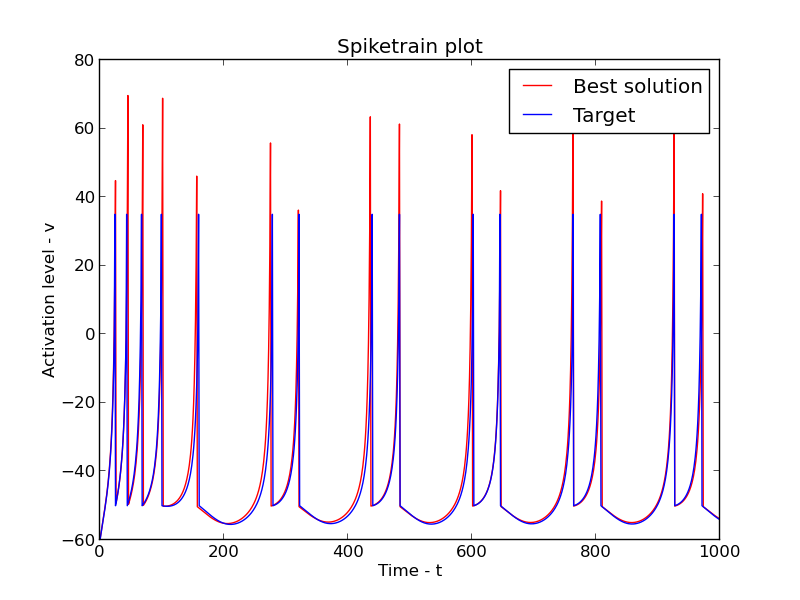 Spiketrain plot
Best solution
Target
Activation level - v
80
60
40
20
0
−20
−40
−60
0
200
400
600
800
1000
Time - t